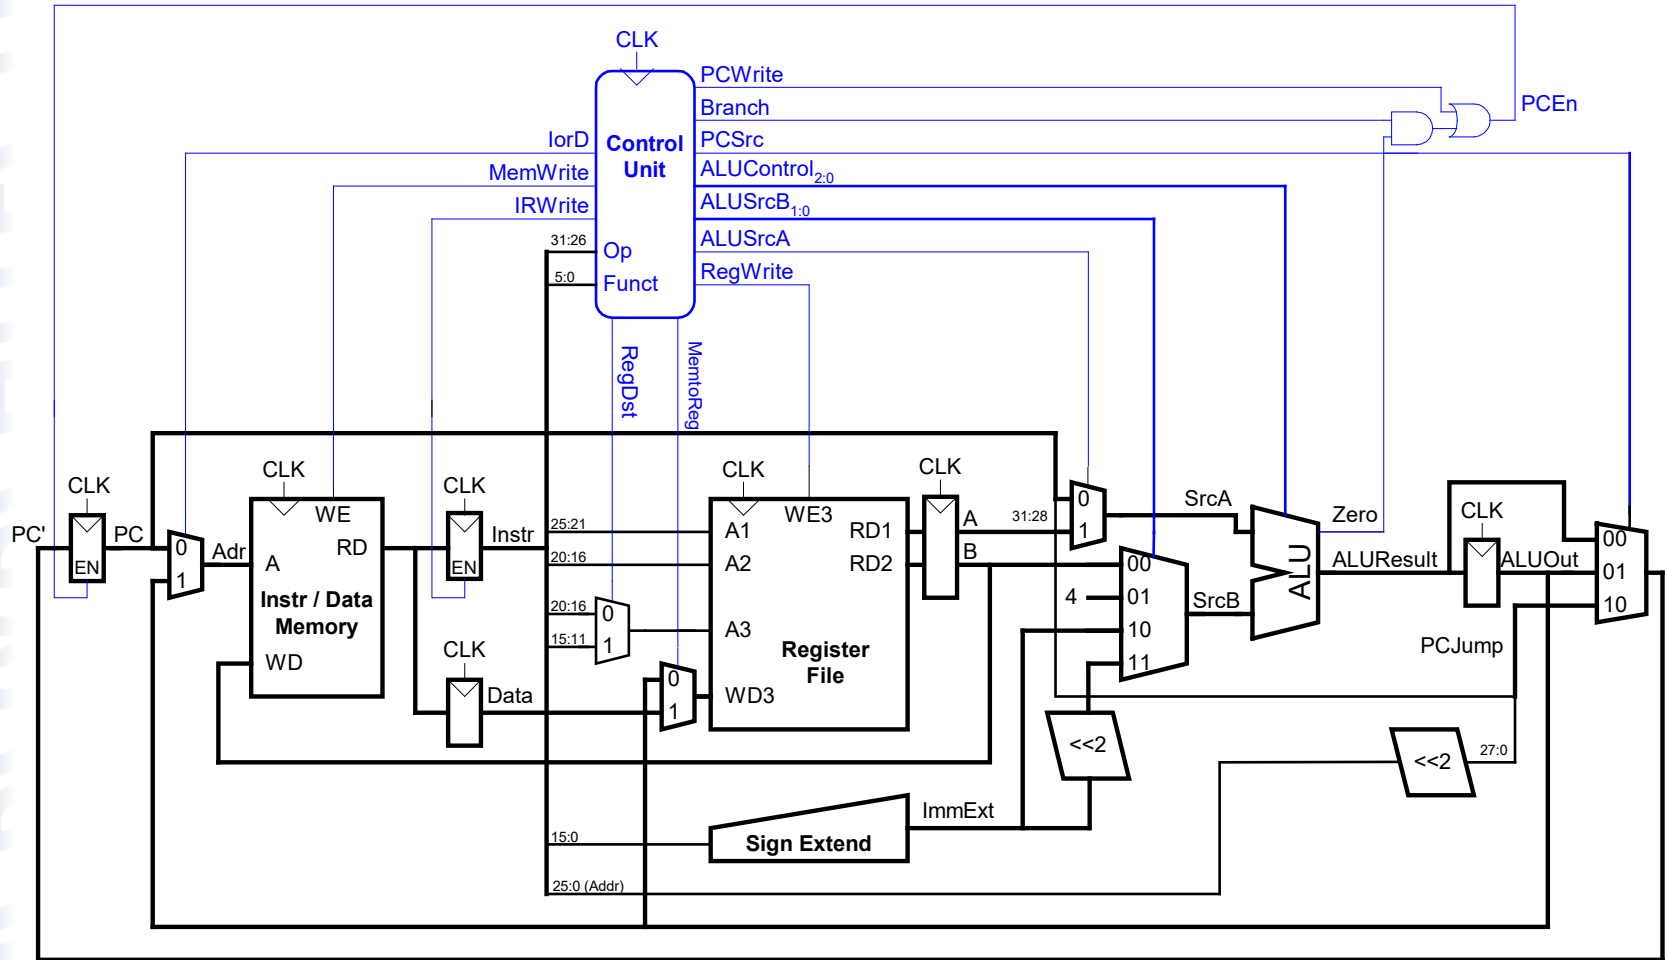 CLK
PCWrite
Branch
PCEn
IorD
Control
Unit
PCSrc
MemWrite
ALUControl2:0
IRWrite
ALUSrcB1:0
31:26
Op
ALUSrcA
5:0
Funct
RegWrite
RegDst
MemtoReg
CLK
CLK
CLK
CLK
CLK
CLK
PC'
EN
PC
0
1
Adr
WE
A
RD
Instr / Data
Memory
WD
EN
Instr
CLK
Data
25:21
20:16
20:16
15:11
0
1
0
1
A1
A2
A3
WD3
WE3
RD1
RD2
Register
File
A
B
31:28
0
1
SrcA
4
00
01
10
11
SrcB
ALU
Zero
ALUResult
ALUOut
00
01
10
PCJump
<<2
<<2
27:0
ImmExt
15:0
Sign Extend
25:0 (Addr)